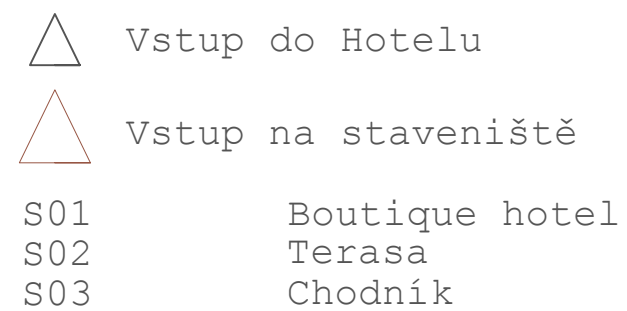 Vstup do Hotelu
Vstup na staveniště
S01 Boutique hotel
S02 Terasa
S03 Chodník